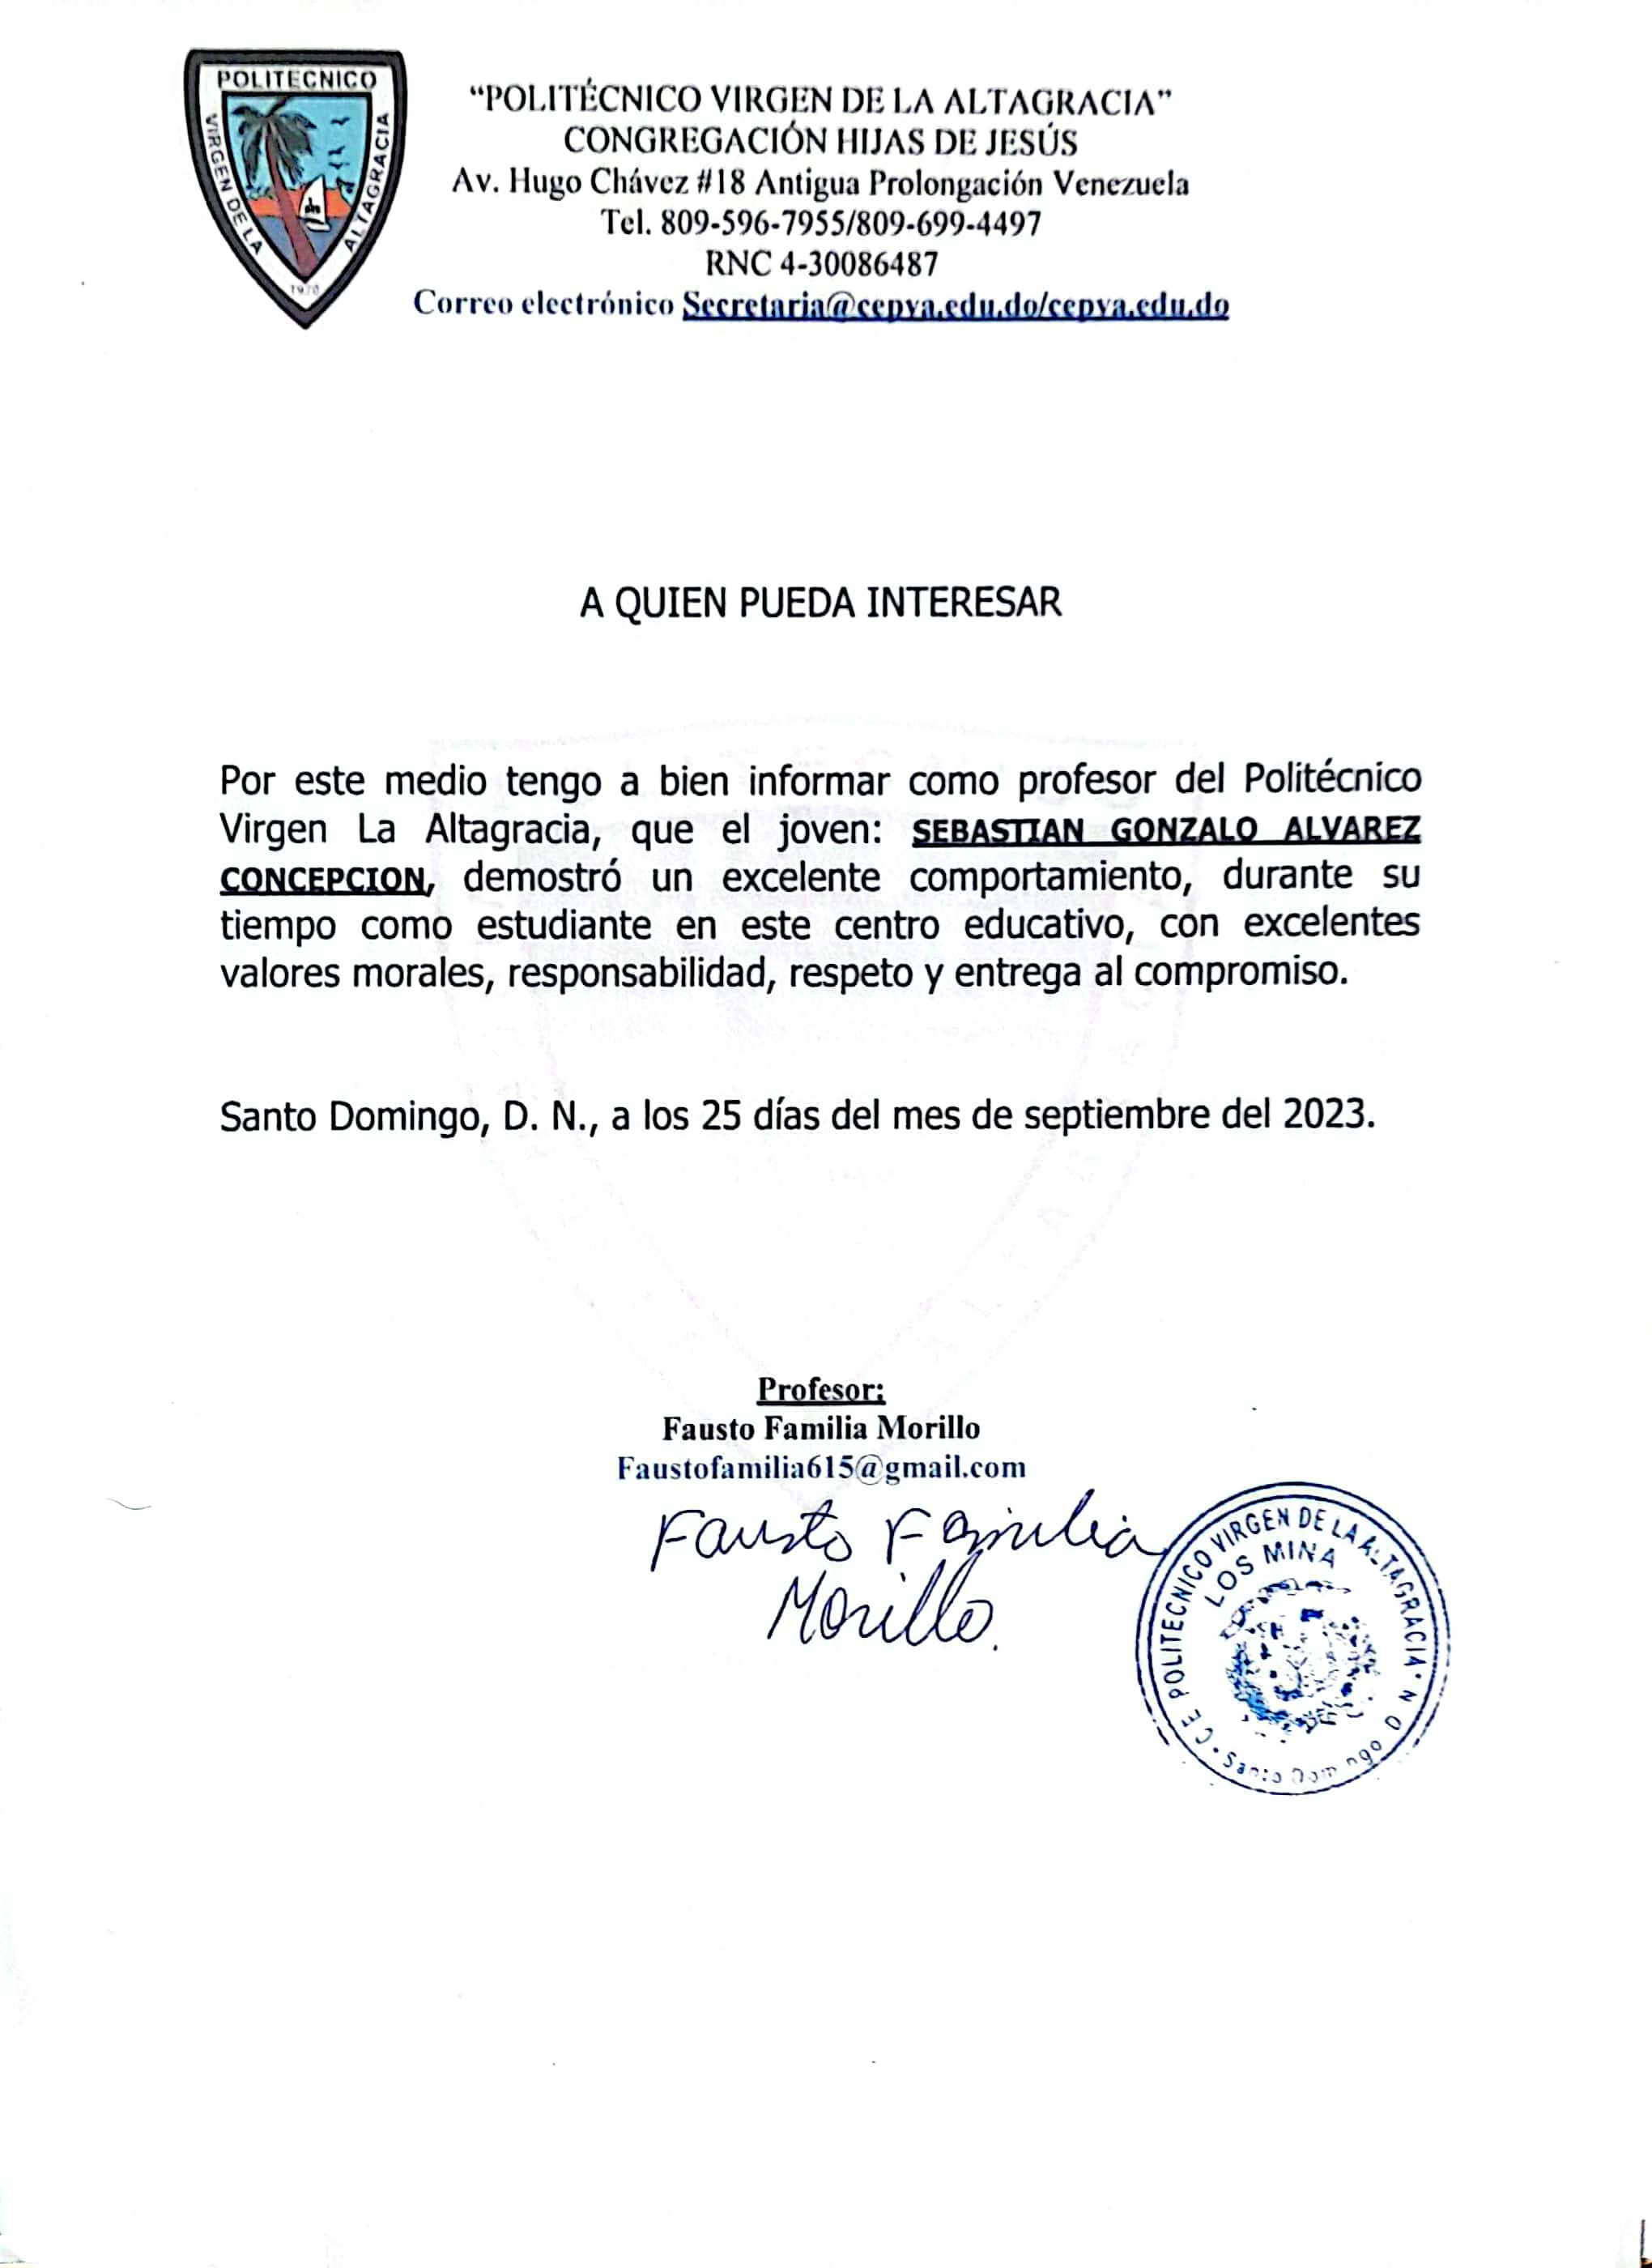 POLITECNICO
VIRGEN DE LA
ALTAGRACIA
1970
“POLITÉCNICO VIRGEN DE LA ALTAGRACIA”
CONGREGACIÓN HIJAS DE JESÚS
Av. Hugo Chávez #18 Antigua Prolongación Venezuela
Tel. 809-596-7955/809-699-4497
RNC 4-30086487
Correo electrónico Secretaria@cepva.edu.do/cepva.edu.do
A QUIEN PUEDA INTERESAR
Por este medio tengo a bien informar como profesor del Politécnico
Virgen La Altagracia, que el joven: SEBASTIAN GONZALO ALVAREZ
CONCEPCION, demostró un excelente comportamiento, durante su
tiempo como estudiante en este centro educativo, con excelentes
valores morales, responsabilidad, respeto y entrega al compromiso.
Santo Domingo, D. N., a los 25 días del mes de septiembre del 2023.
Profesor:
Fausto Familia Morillo
Faustofamilia615@gmail.com
Fausto Familia
Morillo.
C E POLITECNICO VIRGEN DE LA ALTAGRACIA
LOS MINA
Santo Domingo